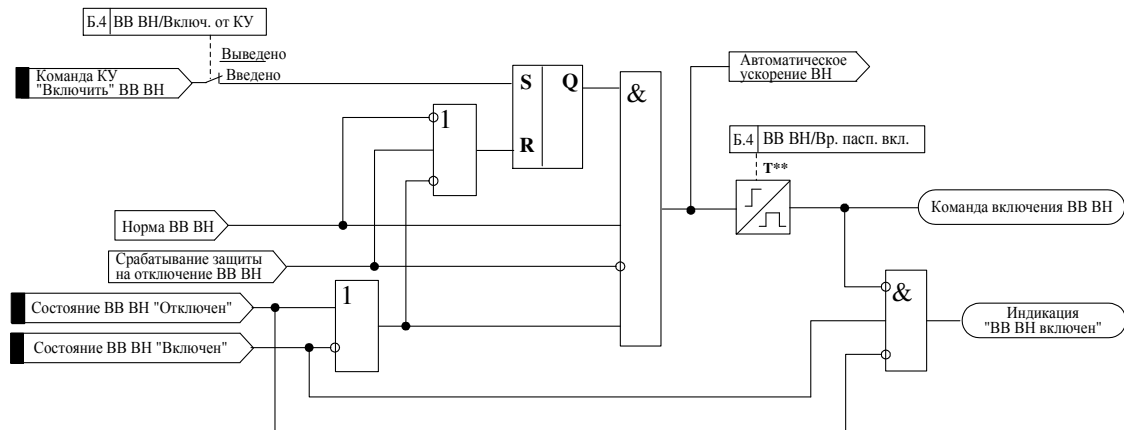 Б.4 ВВ ВН/Включ. от КУ
Выведено
Введено
Команда КУ
"Включить" ВВ ВН
S Q
R
1
&
Автоматическое
ускорение ВН
Б.4 ВВ ВН/Вр. пасп. вкл.
T**
Команда включения ВВ ВН
Норма ВВ ВН
Срабатывание защиты
на отключение ВВ ВН
Состояние ВВ ВН "Отключен"
Состояние ВВ ВН "Включен"
1
&
Индикация
"ВВ ВН включен"